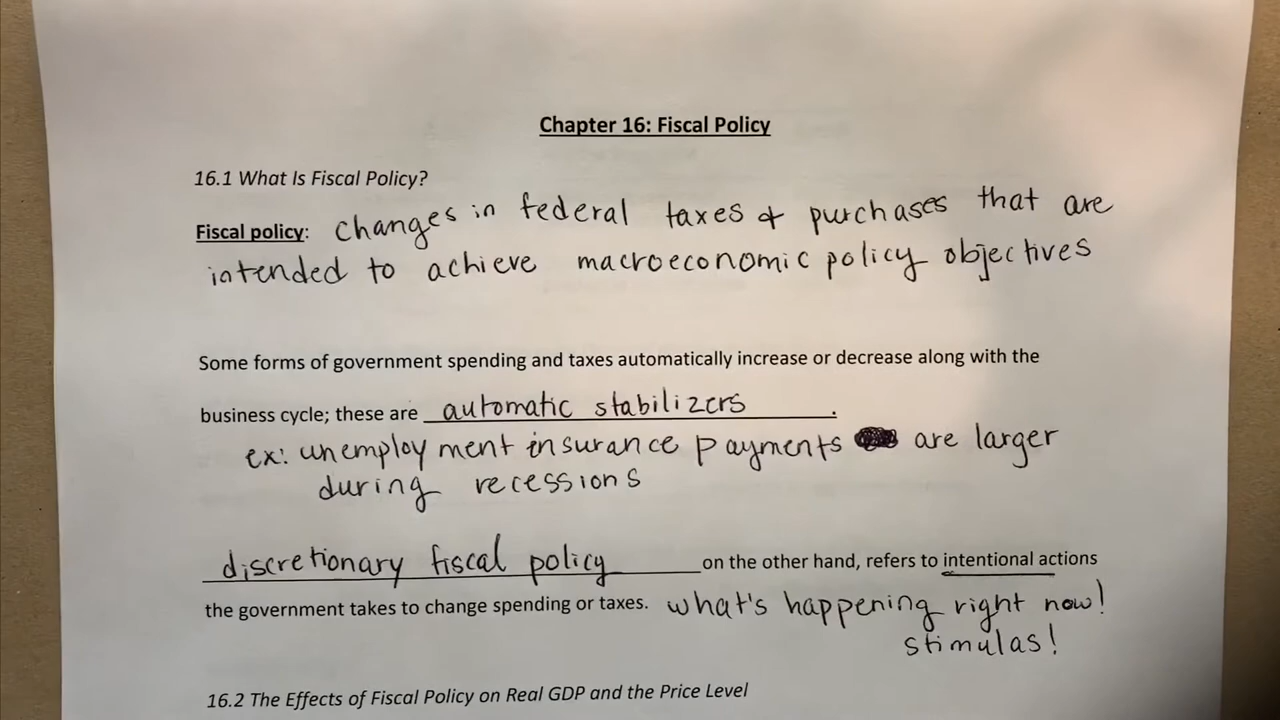 Chapter 16: Fiscal Policy
16.1 What Is Fiscal Policy?
Fiscal policy: changes in federal taxes & purchases that are
intended to achieve macroeconomic policy objectives
Some forms of government spending and taxes automatically increase or decrease along with the
business cycle; these are automatic stabilizers.
ex: unemployment insurance payments are larger
during recessions
discretionary fiscal policy on the other hand, refers to intentional actions
the government takes to change spending or taxes. what's happening right now!
stimulas!
16.2 The Effects of Fiscal Policy on Real GDP and the Price Level